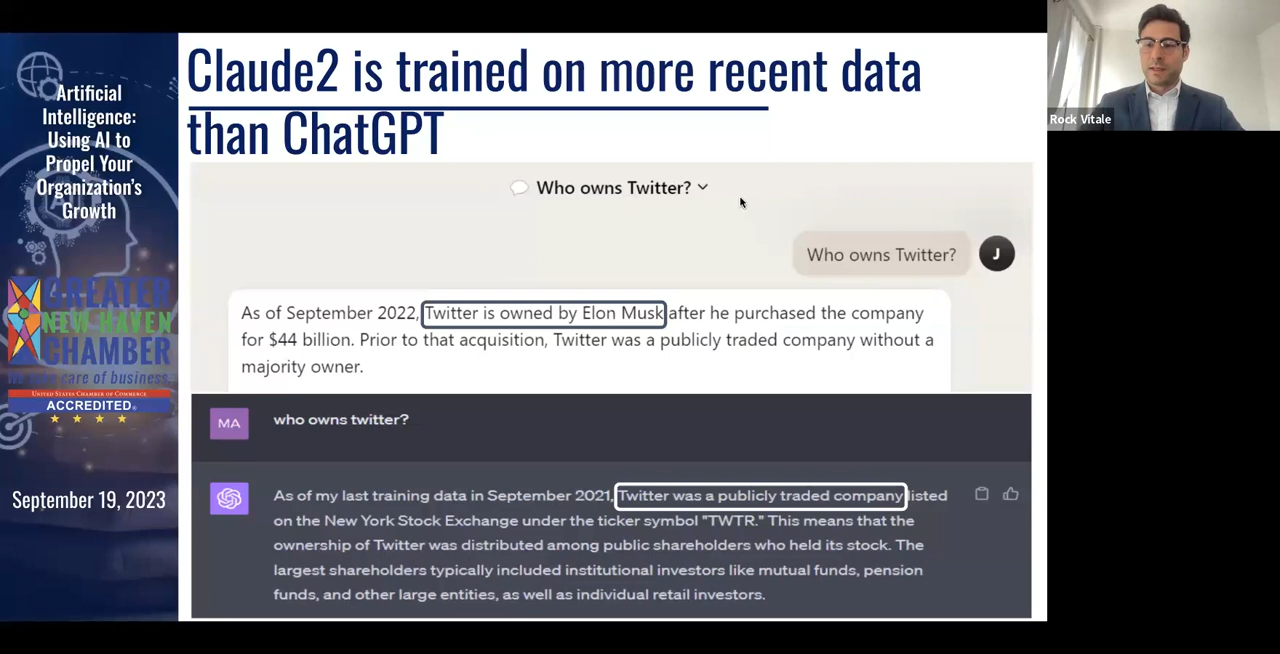 Claude2 is trained on more recent data
than ChatGPT
Rock Vitale
Artificial
Intelligence:
Using AI to
Propel Your
Organization's
Growth
Who owns Twitter?
Who owns Twitter?
J
As of September 2022, Twitter is owned by Elon Musk after he purchased the company
for $44 billion. Prior to that acquisition, Twitter was a publicly traded company without a
majority owner.
GREATER
NEW HAVEN
CHAMBER
We take care of business.
UNITED STATES CHAMBER OF COMMERCE
ACCREDITED
September 19, 2023
MA
who owns twitter?
As of my last training data in September 2021, Twitter was a publicly traded company listed
on the New York Stock Exchange under the ticker symbol "TWTR." This means that the
ownership of Twitter was distributed among public shareholders who held its stock. The
largest shareholders typically included institutional investors like mutual funds, pension
funds, and other large entities, as well as individual retail investors.